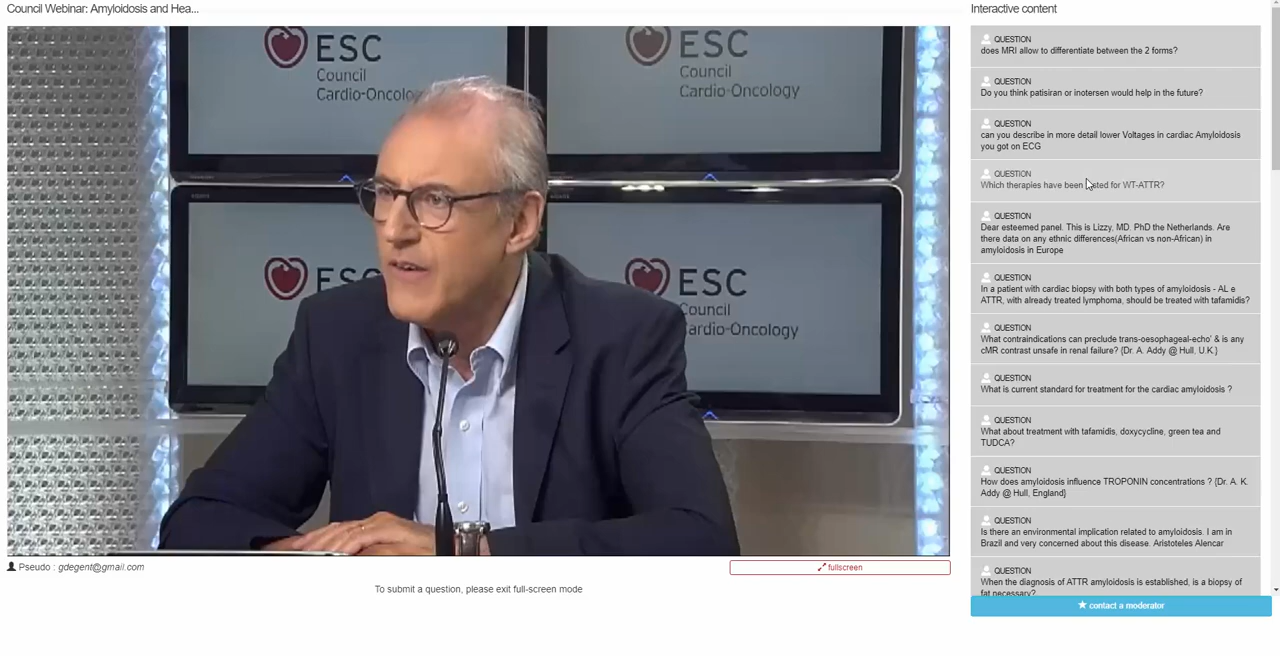 Council Webinar: Amyloidosis and Hea...
ESC
Council
Cardio-Oncology
ESC
Council
Cardio-Oncology
ESC
ESC
Council
Cardio-Oncology
Pseudo : gdegent@gmail.com
fullscreen
To submit a question, please exit full-screen mode
Interactive content
QUESTION
does MRI allow to differentiate between the 2 forms?
QUESTION
Do you think patisiran or inotersen would help in the future?
QUESTION
can you describe in more detail lower Voltages in cardiac Amyloidosis
you got on ECG
QUESTION
Which therapies have been for WT-ATTR?
QUESTION
Dear esteemed panel. This is Lizzy, MD. PhD the Netherlands. Are
there data on any ethnic differences(African vs non-African) in
amyloidosis in Europe
QUESTION
In a patient with cardiac biopsy with both types of amyloidosis - AL e
ATTR, with already treated lymphoma, should be treated with tafamidis?
QUESTION
What contraindications can preclude trans-oesophageal-echo' & is any
cMR contrast unsafe in renal failure? {Dr. A. Addy @ Hull, U.K.}
QUESTION
What is current standard for treatment for the cardiac amyloidosis ?
QUESTION
What about treatment with tafamidis, doxycycline, green tea and
TUDCA?
QUESTION
How does amyloidosis influence TROPONIN concentrations ? {Dr. A. K.
Addy @ Hull, England}
QUESTION
Is there an environmental implication related to amyloidosis. I am in
Brazil and very concerned about this disease. Aristoteles Alencar
QUESTION
When the diagnosis of ATTR amyloidosis is established, is a biopsy of
fat necessary?
contact a moderator